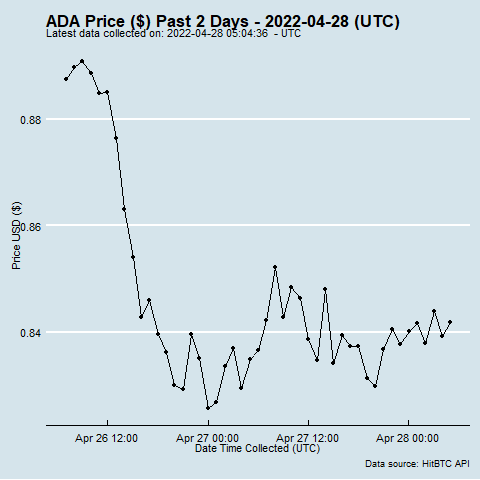 ADA Price ($) Past 2 Days - 2022-04-28 (UTC)
Latest data collected on: 2022-04-28 05:04:36  - UTC
0.88
0.86
0.84
Price USD ($)
Apr 26 12:00
Apr 27 00:00
Apr 27 12:00
Apr 28 00:00
Date Time Collected (UTC)
Data source: HitBTC API